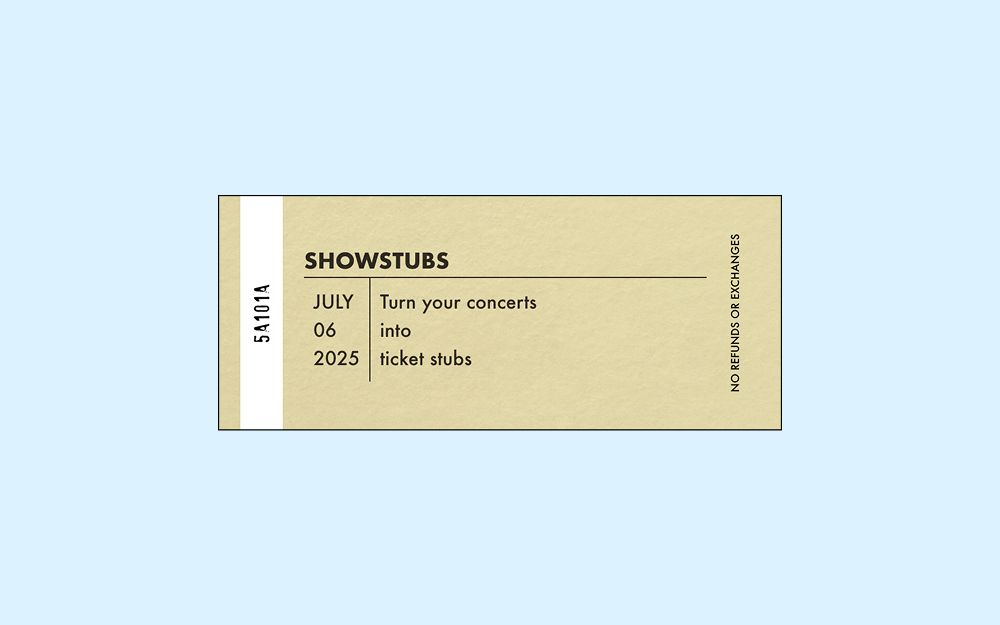 5A101A
SHOWSTUBS
JULY
06
2025
Turn your concerts
into
ticket stubs
NO REFUNDS OR EXCHANGES